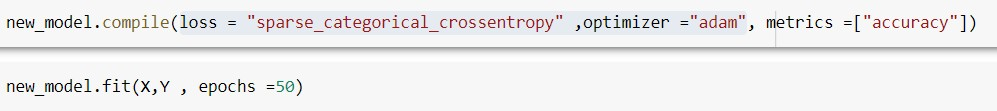 new_model.compile(loss = "sparse_categorical_crossentropy" ,optimizer ="adam", metrics =["accuracy"])
new_model.fit(X,Y , epochs =50)